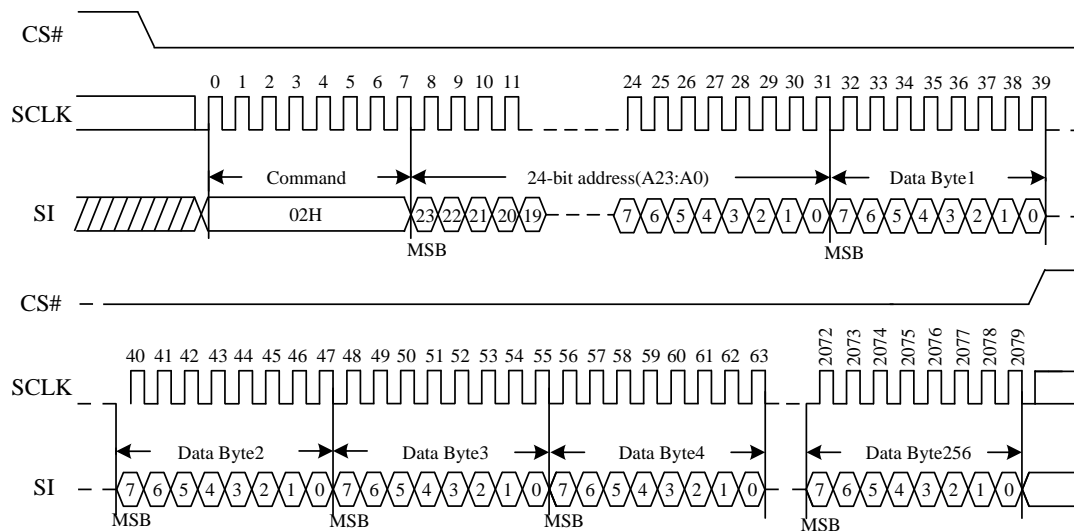 CS#
0 1 2 3 4 5 6 7 8 9 10 11 24 25 26 27 28 29 30 31 32 33 34 35 36 37 38 39
SCLK
Command 24-bit address(A23:A0) Data Byte1
SI 02H 23 22 21 20 19 7 6 5 4 3 2 1 0 7 6 5 4 3 2 1 0
MSB MSB
CS#
40 41 42 43 44 45 46 47 48 49 50 51 52 53 54 55 56 57 58 59 60 61 62 63 2072 2073 2074 2075 2076 2077 2078 2079
SCLK
Data Byte2 Data Byte3 Data Byte4 Data Byte256
SI 7 6 5 4 3 2 1 0 7 6 5 4 3 2 1 0 7 6 5 4 3 2 1 0 7 6 5 4 3 2 1 0
MSB MSB MSB MSB